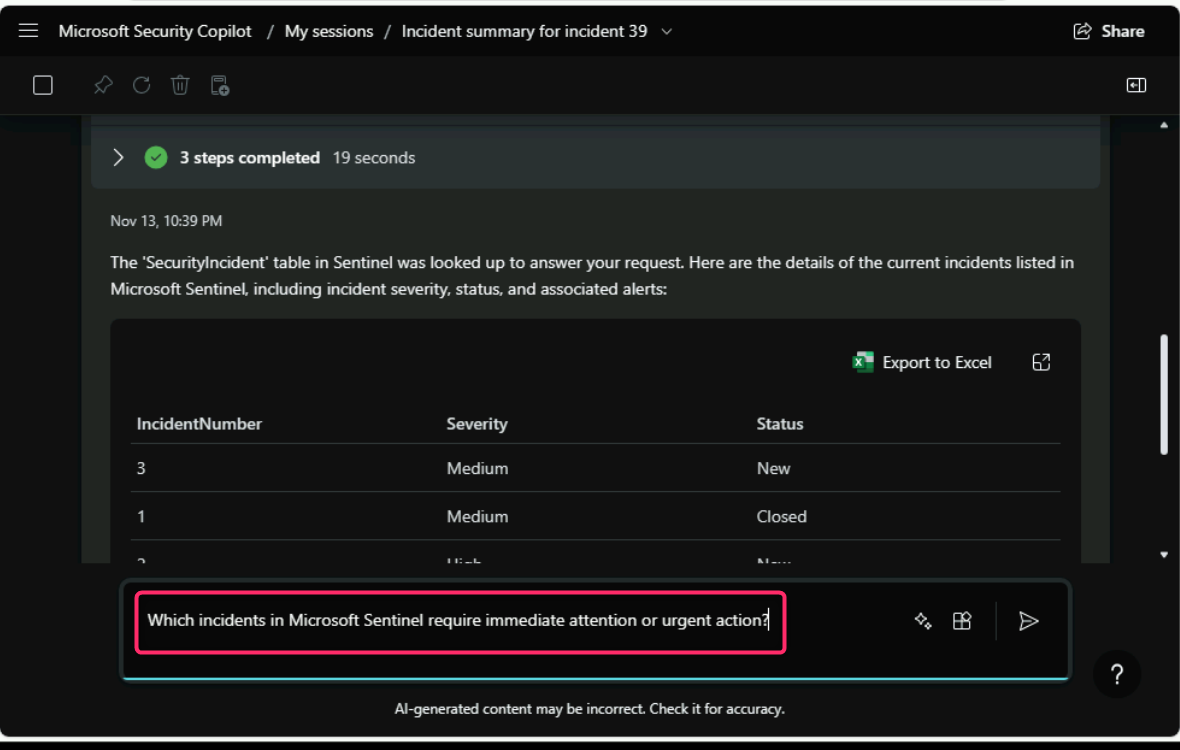 Microsoft Security Copilot / My sessions / Incident summary for incident 39
Share
3 steps completed 19 seconds
Nov 13, 10:39 PM
The 'SecurityIncident' table in Sentinel was looked up to answer your request. Here are the details of the current incidents listed in
Microsoft Sentinel, including incident severity, status, and associated alerts:
Export to Excel
IncidentNumber Severity Status
3 Medium New
1 Medium Closed
High New
Which incidents in Microsoft Sentinel require immediate attention or urgent action?
?
AI-generated content may be incorrect. Check it for accuracy.